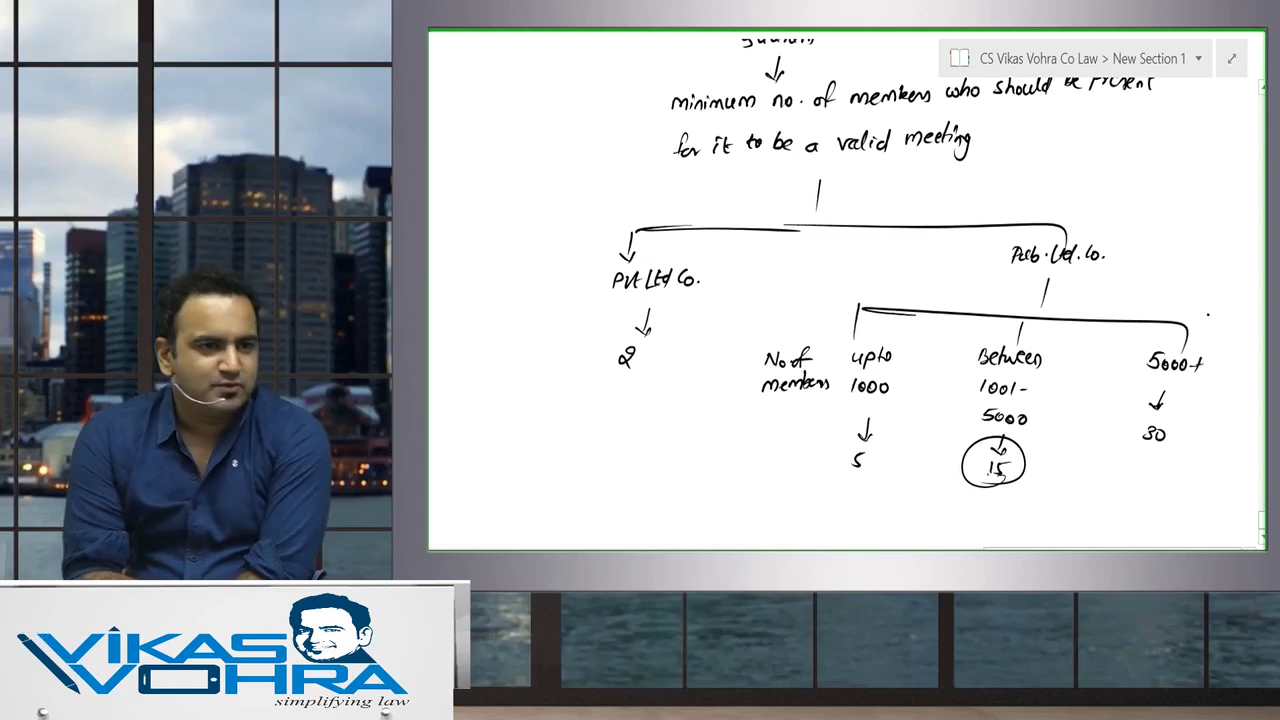 CS Vikas Vohra Co Law > New Section 1
minimum no. of members who should be present
for it to be a valid meeting
Pvt Ltd Co.
Pub. Ltd. Co.
2
No of
members
upto
1000
5
Between
1001-
5000
15
5000+
30
VIKAS
VOHRA
simplifying law